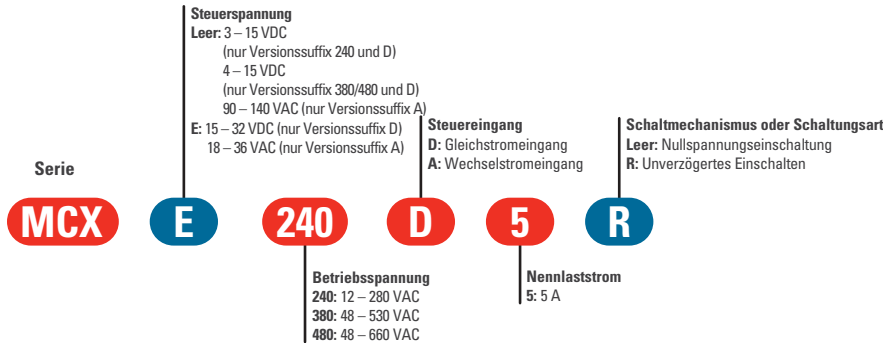 Steuerspannung
Leer: 3 – 15 VDC
(nur Versionssuffix 240 und D)
4 – 15 VDC
(nur Versionssuffix 380/480 und D)
90 – 140 VAC (nur Versionssuffix A)
E: 15 – 32 VDC (nur Versionssuffix D)
18 – 36 VAC (nur Versionssuffix A)
Steuereingang
D: Gleichstromeingang
A: Wechselstromeingang
Schaltmechanismus oder Schaltungsart
Leer: Nullspannungseinschaltung
R: Unverzögertes Einschalten
Serie
MCX E 240 D 5 R
Betriebsspannung
240: 12 – 280 VAC
380: 48 – 530 VAC
480: 48 – 660 VAC
Nennlaststrom
5: 5 A